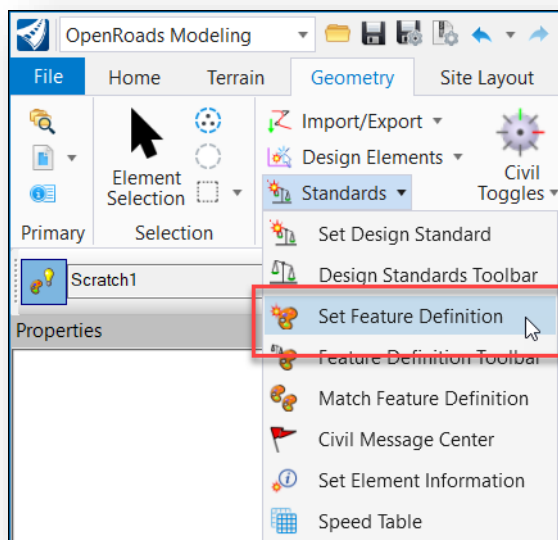 OpenRoads Modeling
File Home Terrain Geometry Site Layout
Import/Export
Design Elements
Standards
Element
Selection
Civil
Toggles
Primary Selection
Set Design Standard
Design Standards Toolbar
Scratch1
Set Feature Definition
Properties
Feature Definition Toolbar
Match Feature Definition
Civil Message Center
Set Element Information
Speed Table